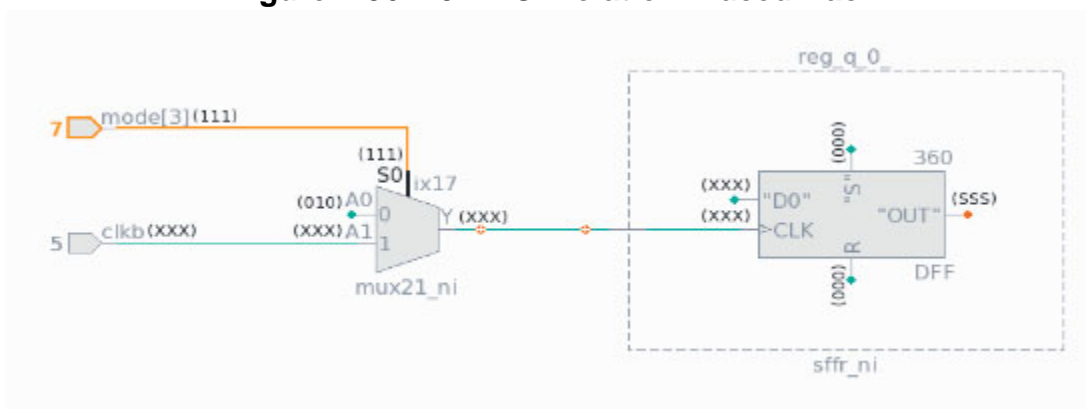 reg_q_0_
7 mode[3](111)
(111)
S0 ix17
(000)
360
(010) A0
0
Y (XXX)
(XXX)
"D0"
"S"
"OUT"
(SSS)
5 clkb(XXX)
(XXX) A1
1
(XXX)
CLK
R
mux21_ni
(000)
DFF
sffr_ni